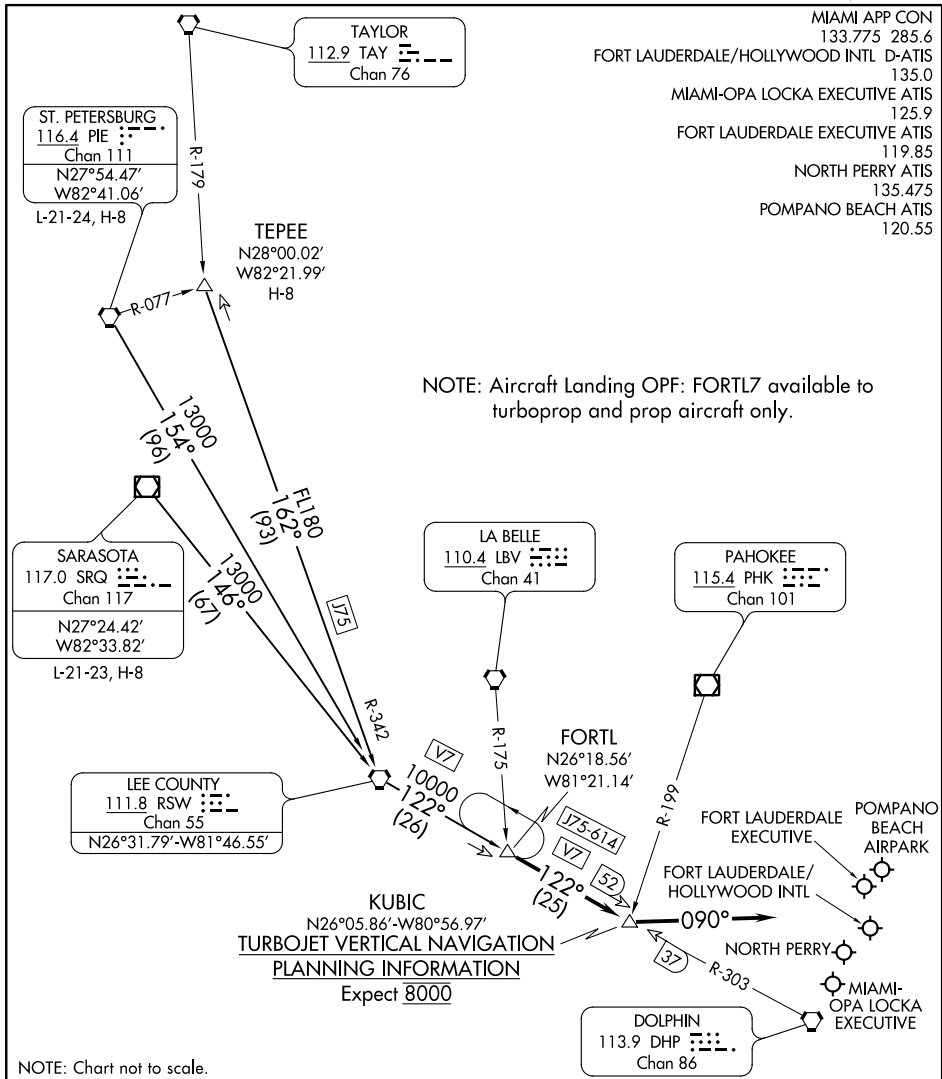 MIAMI APP CON
133.775 285.6
FORT LAUDERDALE/HOLLYWOOD INTL D-ATIS
135.0
MIAMI-OPA LOCKA EXECUTIVE ATIS
125.9
FORT LAUDERDALE EXECUTIVE ATIS
119.85
NORTH PERRY ATIS
135.475
POMPANO BEACH ATIS
120.55
TAYLOR
112.9 TAY
Chan 76
ST. PETERSBURG
116.4 PIE
Chan 111
N27°54.47'
W82°41.06'
L-21-24, H-8
R-179
TEPEE
N28°00.02'
W82°21.99'
H-8
R-077
NOTE: Aircraft Landing OPF: FORTL7 available to
turboprop and prop aircraft only.
13000
154°
(96)
FL180
162°
(93)
J75
R-342
SARASOTA
117.0 SRQ
Chan 117
N27°24.42'
W82°33.82'
L-21-23, H-8
13000
146°
(67)
LA BELLE
110.4 LBV
Chan 41
R-175
PAHOKEE
115.4 PHK
Chan 101
R-199
LEE COUNTY
111.8 RSW
Chan 55
N26°31.79'-W81°46.55'
V7
10000
122°
(26)
FORTL
N26°18.56'
W81°21.14'
J75-614
V7
122°
(25)
52
KUBIC
N26°05.86'-W80°56.97'
TURBOJET VERTICAL NAVIGATION
PLANNING INFORMATION
Expect 8000
090°
37
R-303
FORT LAUDERDALE
EXECUTIVE
POMPANO
BEACH
AIRPARK
FORT LAUDERDALE/
HOLLYWOOD INTL
NORTH PERRY
MIAMI-
OPA LOCKA
EXECUTIVE
DOLPHIN
113.9 DHP
Chan 86
NOTE: Chart not to scale.